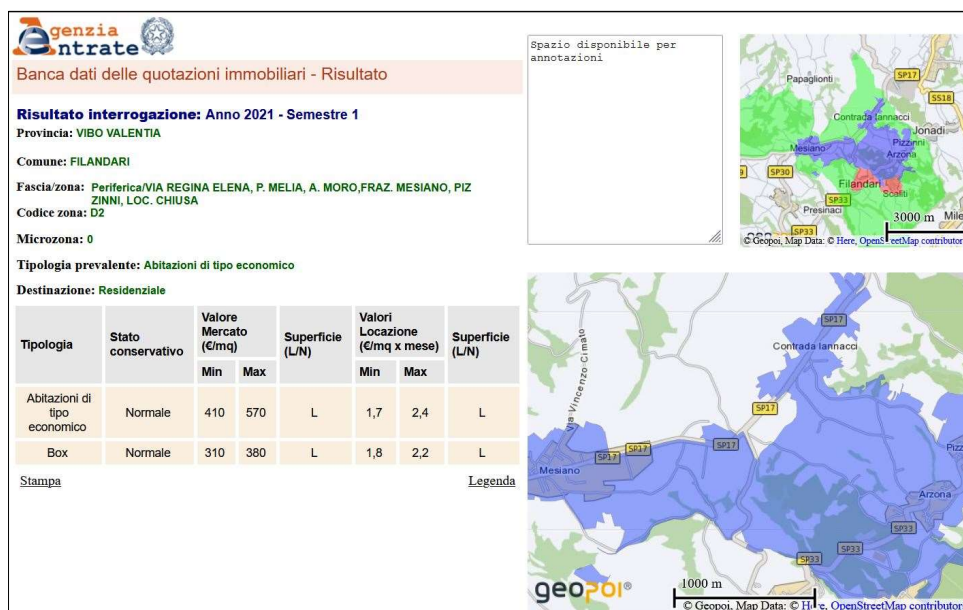 Agenzia
Entrate
Banca dati delle quotazioni immobiliari - Risultato
Risultato interrogazione: Anno 2021 - Semestre 1
Provincia: VIBO VALENTIA
Comune: FILANDARI
Fascia/zona: Periferica/VIA REGINA ELENA, P. MELIA, A. MORO,FRAZ. MESIANO, PIZ
ZINNI, LOC. CHIUSA
Codice zona: D2
Microzona: 0
Tipologia prevalente: Abitazioni di tipo economico
Destinazione: Residenziale
Tipologia Stato conservativo Valore Mercato (€/mq) Superficie (L/N) Valori Locazione (€/mq x mese) Superficie (L/N)
Min Max Min Max
Abitazioni di tipo economico Normale 410 570 L 1,7 2,4 L
Box Normale 310 380 L 1,8 2,2 L
Stampa Legenda
Spazio disponibile per
annotazioni
Papaglionti
SP17
SS18
Contrada Iannacci
Jonadi
Mesiano
Pizzinni
Arzona
SP30
Filandari
Scaliti
SP33
Presinaci
SP33
Mile
3000 m
© Geopoi, Map Data: © Here, OpenStreetMap contributor
SP17
Contrada Iannacci
Via Vincenzo Cimato
SP17
SP17
SP17
SP17
Mesiano
Pizz
Arzona
SP33
SP33
SP33
geopoi®
1000 m
© Geopoi, Map Data: © Here, OpenStreetMap contributor